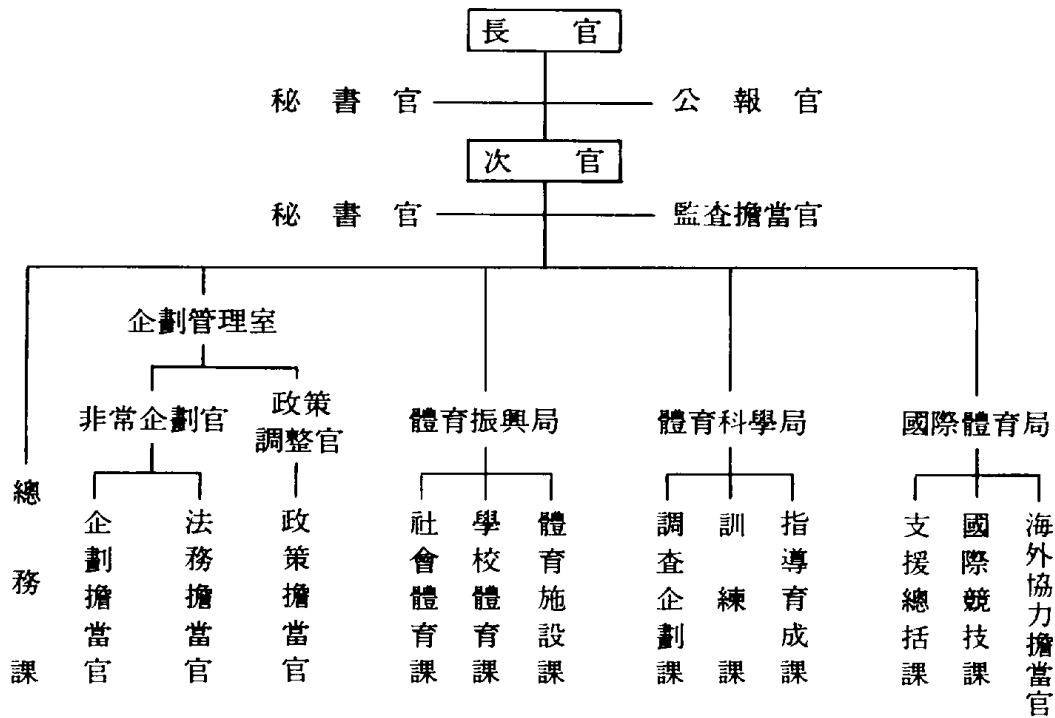 長官
秘書官
公報官
次官
秘書官
監査擔當官
企劃管理室
非常企劃官
政策
調整官
體育振興局
體育科學局
國際體育局
總務課
企劃擔當官
法務擔當官
政策擔當官
社會體育課
學校體育課
體育施設課
調査企劃課
訓練課
指導育成課
支援總括課
國際競技課
海外協力擔當官